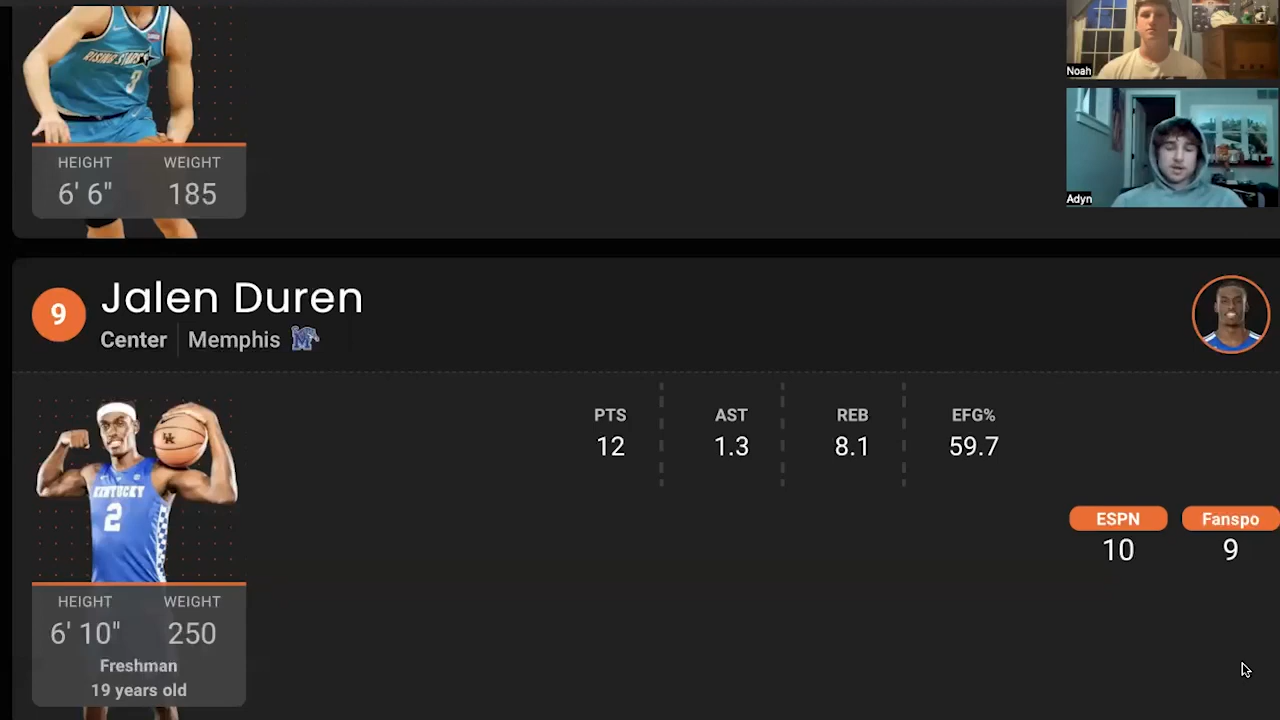 RISING STARS
3
HEIGHT WEIGHT
6' 6" 185
Noah
Adyn
9 Jalen Duren
Center Memphis M
PTS AST REB EFG%
12 1.3 8.1 59.7
UK
KENTUCKY
2
ESPN Fanspo
10 9
HEIGHT WEIGHT
6' 10" 250
Freshman
19 years old